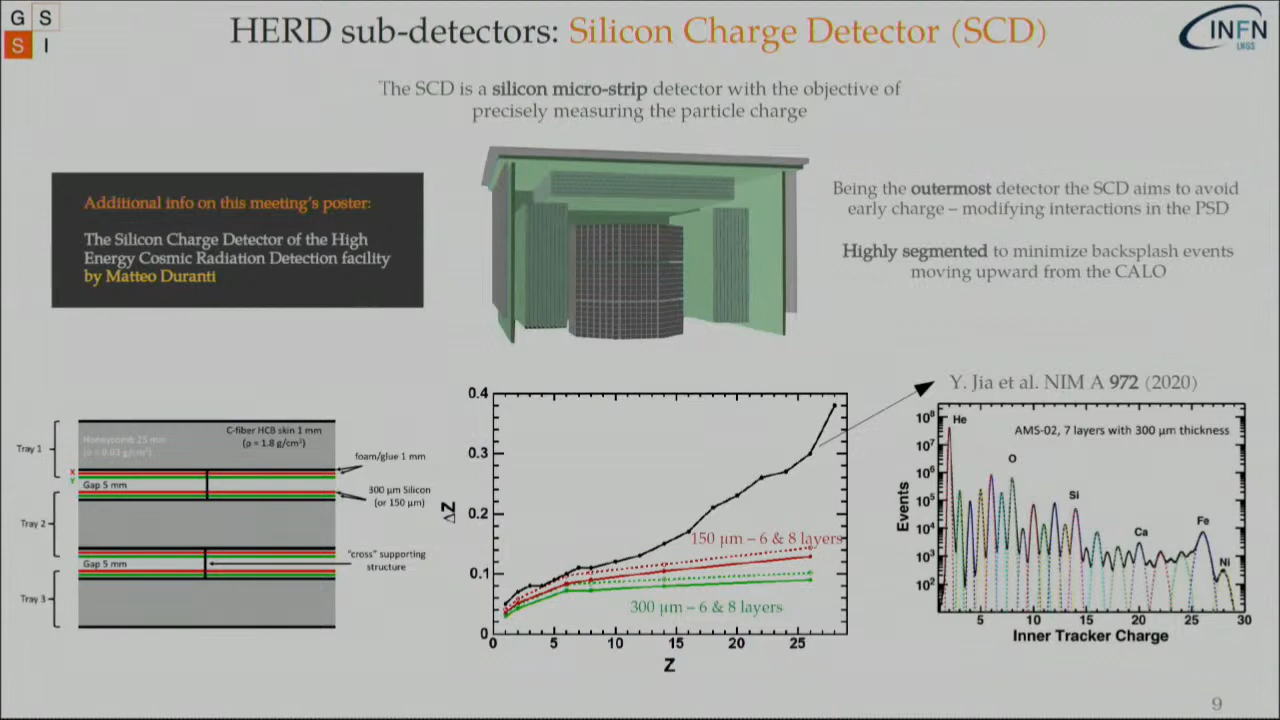 G S
S I
HERD sub-detectors: Silicon Charge Detector (SCD)
INFN
LNGS
The SCD is a silicon micro-strip detector with the objective of
precisely measuring the particle charge
Additional info on this meeting's poster:
The Silicon Charge Detector of the High
Energy Cosmic Radiation Detection facility
by Matteo Duranti
Being the outermost detector the SCD aims to avoid
early charge – modifying interactions in the PSD
Highly segmented to minimize backsplash events
moving upward from the CALO
Tray 1
Tray 2
Tray 3
Honeycomb 25 mm
(ρ = 0.03 g/cm³)
C-fiber HCB skin 1 mm
(ρ = 1.8 g/cm³)
X
Y
Gap 5 mm
Gap 5 mm
foam/glue 1 mm
300 μm Silicon
(or 150 μm)
"cross" supporting
structure
0.4
0.3
0.2
0.1
0
ΔZ
0 5 10 15 20 25
Z
150 μm – 6 & 8 layers
300 μm – 6 & 8 layers
Y. Jia et al. NIM A 972 (2020)
AMS-02, 7 layers with 300 μm thickness
He
O
Si
Ca
Fe
Ni
10⁸
10⁷
10⁶
10⁵
10⁴
10³
10²
Events
5 10 15 20 25 30
Inner Tracker Charge
9